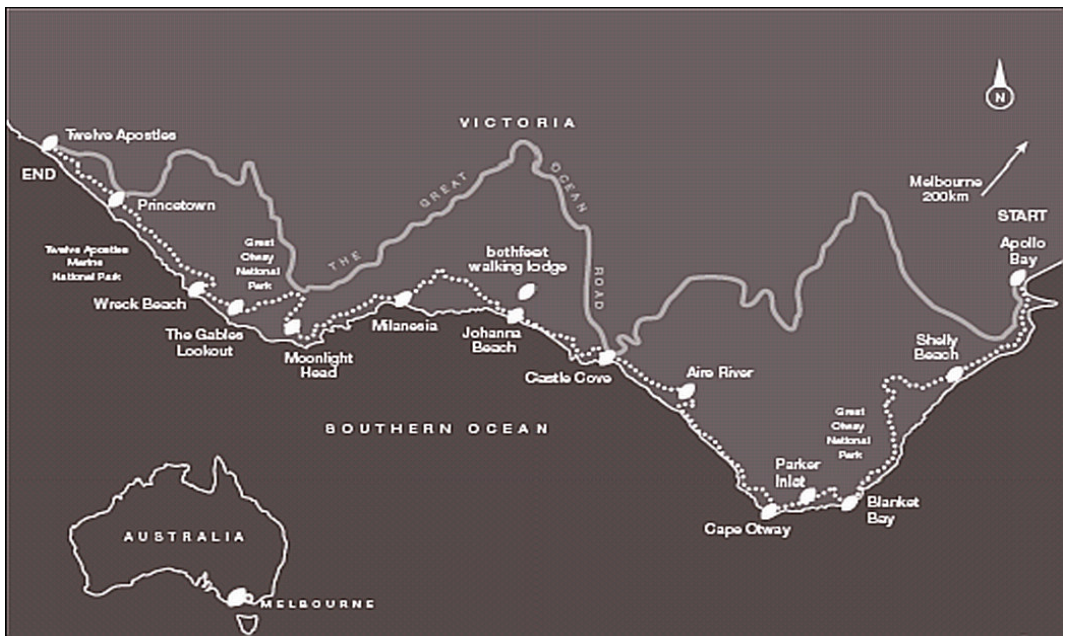 VICTORIA
N
Twelve Apostles
END
Princetown
THE GREAT OCEAN ROAD
Melbourne
200km
START
Apollo
Bay
Twelve Apostles
Marine
National Park
Great
Otway
National
Park
bothfeet
walking lodge
Wreck Beach
The Gables
Lookout
Moonlight
Head
Milanesia
Johanna
Beach
Castle Cove
Aire River
Shelly
Beach
Great
Otway
National
Park
SOUTHERN OCEAN
Parker
Inlet
Blanket
Bay
Cape Otway
AUSTRALIA
MELBOURNE